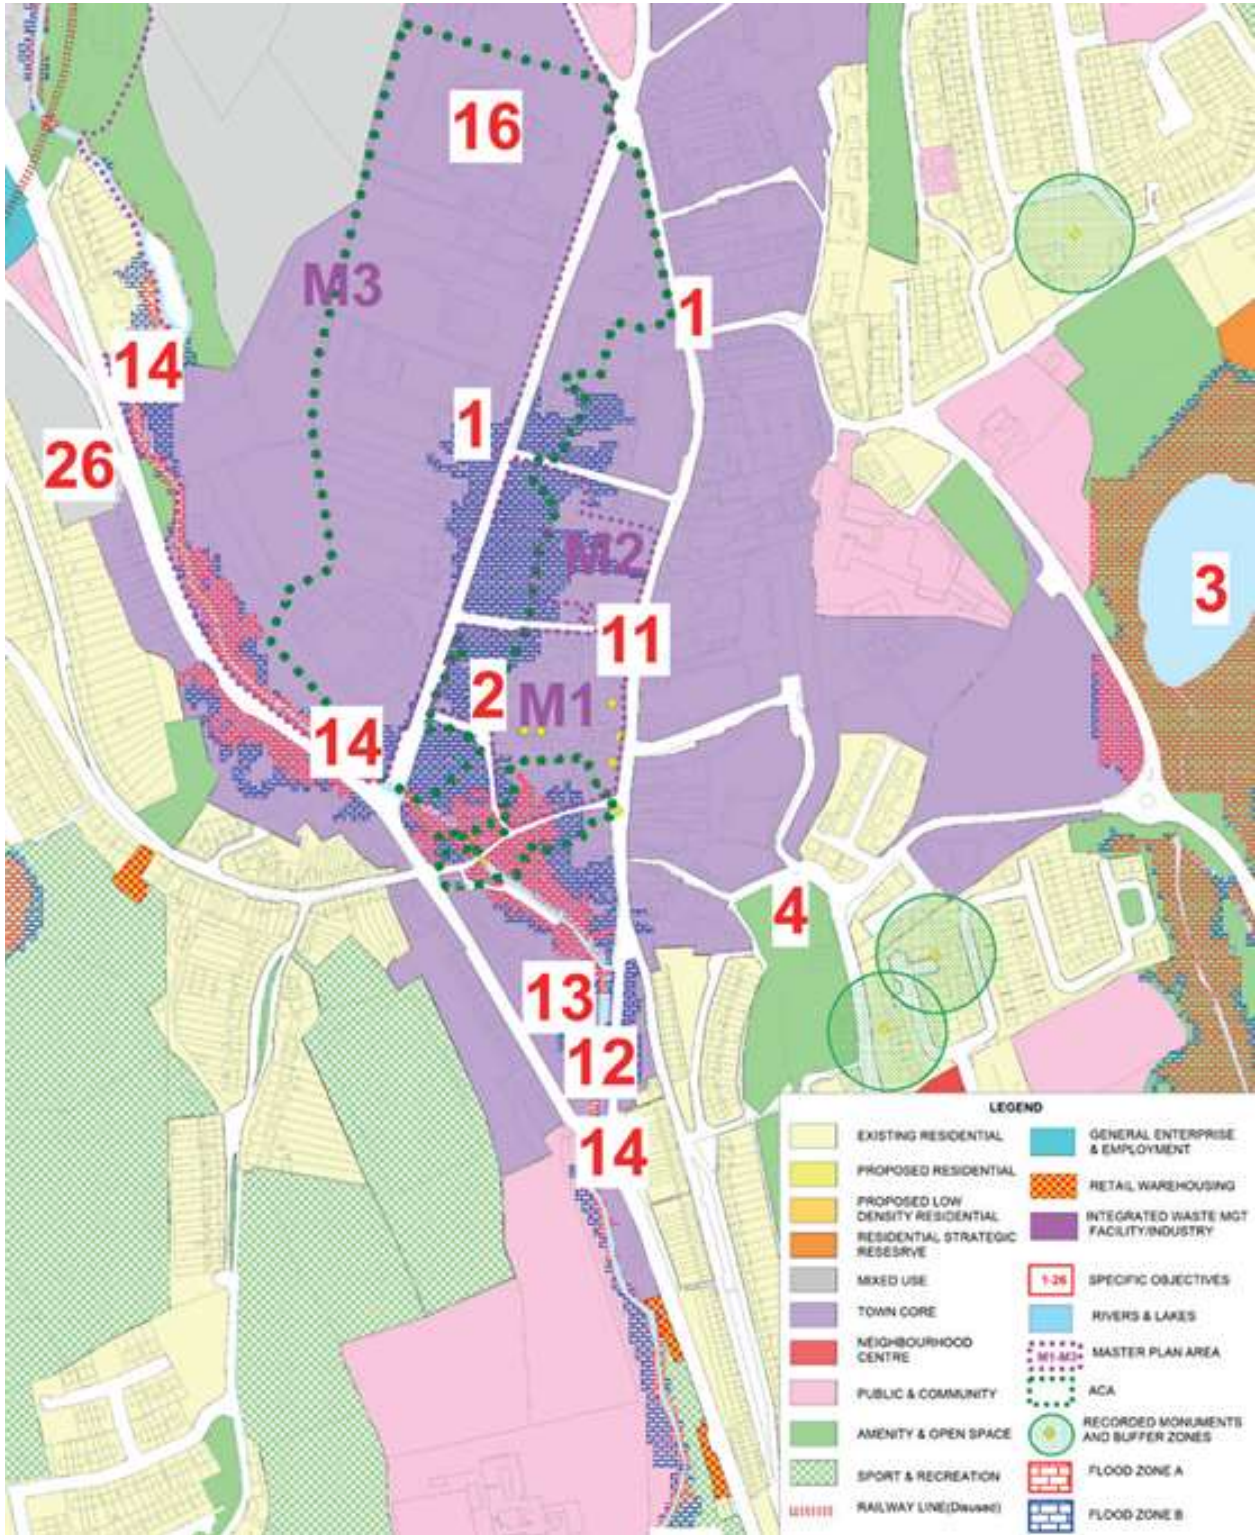 16
M3
1
14
1
26
M2
3
11
2
M1
14
4
13
12
14
LEGEND
EXISTING RESIDENTIAL
PROPOSED RESIDENTIAL
PROPOSED LOW
DENSITY RESIDENTIAL
RESIDENTIAL STRATEGIC
RESESRVE
MIXED USE
TOWN CORE
NEIGHBOURHOOD
CENTRE
PUBLIC & COMMUNITY
AMENITY & OPEN SPACE
SPORT & RECREATION
RAILWAY LINE(Disused)
GENERAL ENTERPRISE
& EMPLOYMENT
RETAIL WAREHOUSING
INTEGRATED WASTE MGT
FACILITY/INDUSTRY
1-26
SPECIFIC OBJECTIVES
RIVERS & LAKES
M1-M3
MASTER PLAN AREA
ACA
RECORDED MONUMENTS
AND BUFFER ZONES
FLOOD ZONE A
FLOOD ZONE B